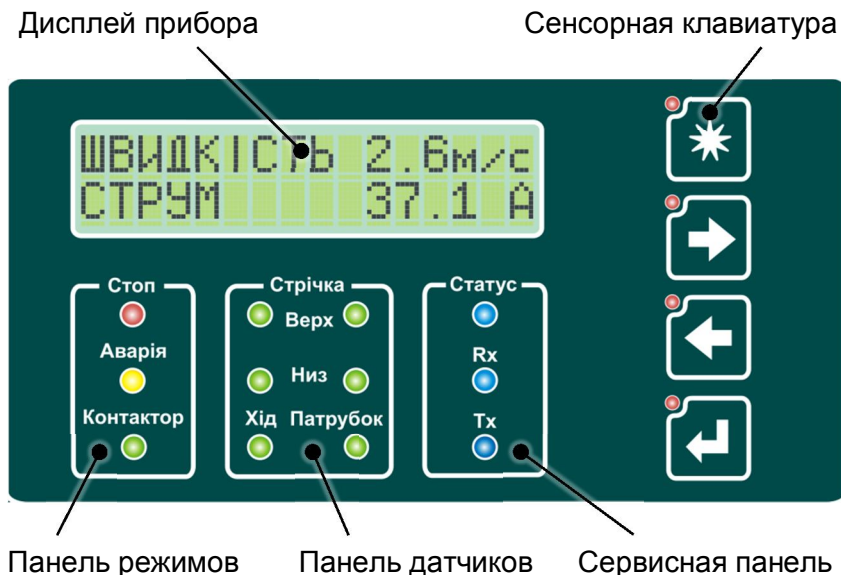 Дисплей прибора Сенсорная клавиатура
ШВИДКІСТЬ 2.6м/с
СТРУМ 37.1 А
Стоп Стрічка Статус
Верх
Аварія Rx
Низ
Контактор Хід Патрубок Tx
Панель режимов Панель датчиков Сервисная панель